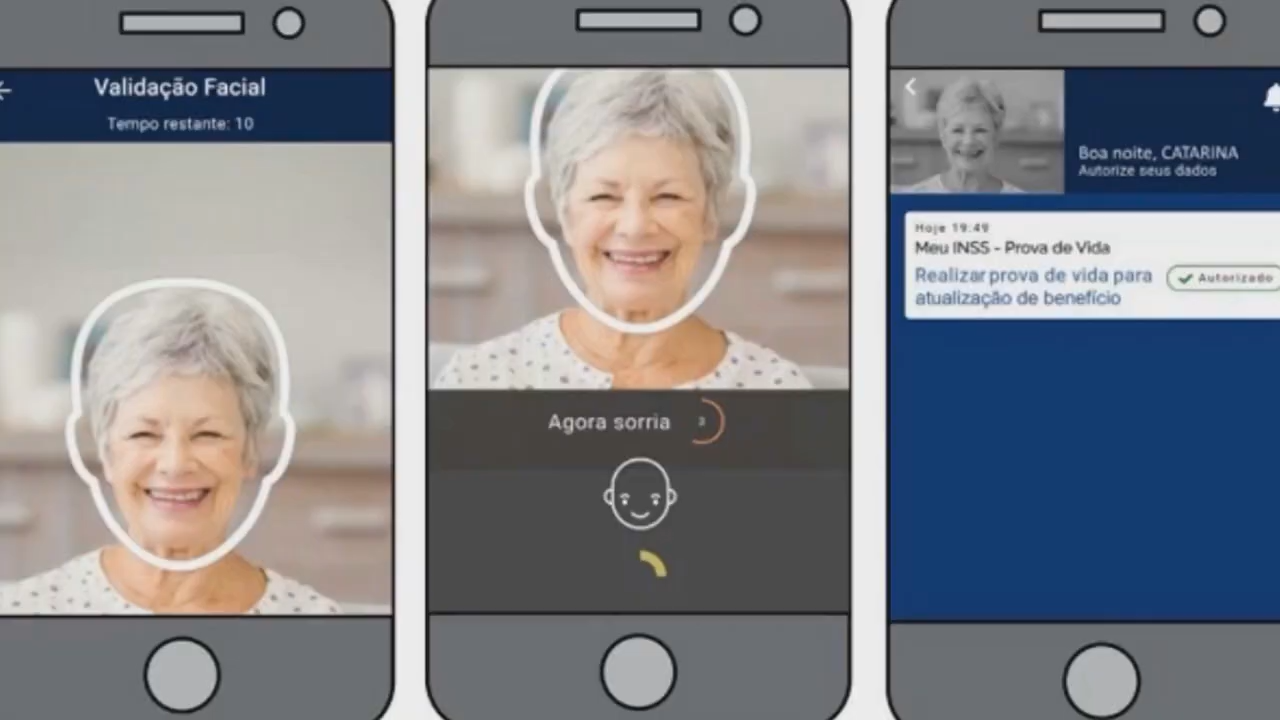 Validação Facial
Tempo restante: 10
Agora sorria
3
Boa noite, CATARINA
Autorize seus dados
Hoje 19:49
Meu INSS - Prova de Vida
Realizar prova de vida para
atualização de benefício
Autorizado